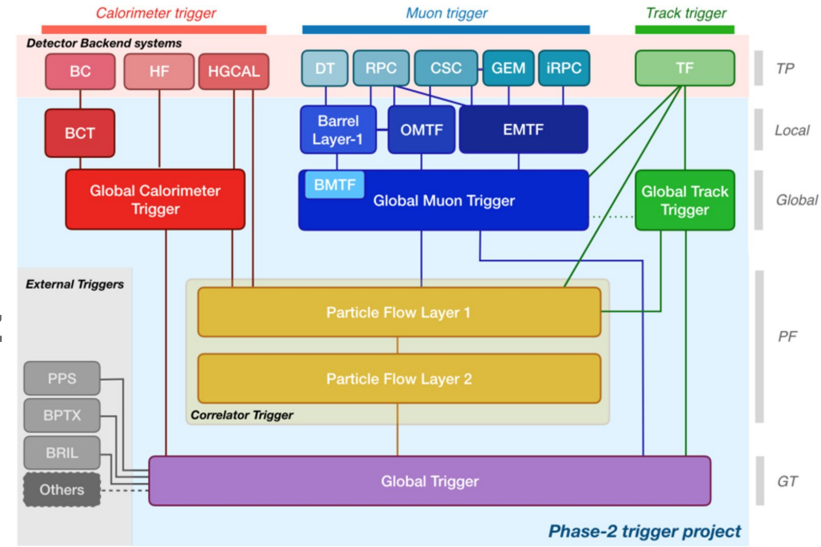 Calorimeter trigger
Muon trigger
Track trigger
Detector Backend systems
BC
HF
HGCAL
DT
RPC
CSC
GEM
iRPC
TF
TP
BCT
Barrel
Layer-1
OMTF
EMTF
Local
Global Calorimeter
Trigger
BMTF
Global Muon Trigger
Global Track
Trigger
Global
External Triggers
Particle Flow Layer 1
PF
Particle Flow Layer 2
PPS
BPTX
Correlator Trigger
BRIL
Others
Global Trigger
GT
Phase-2 trigger project